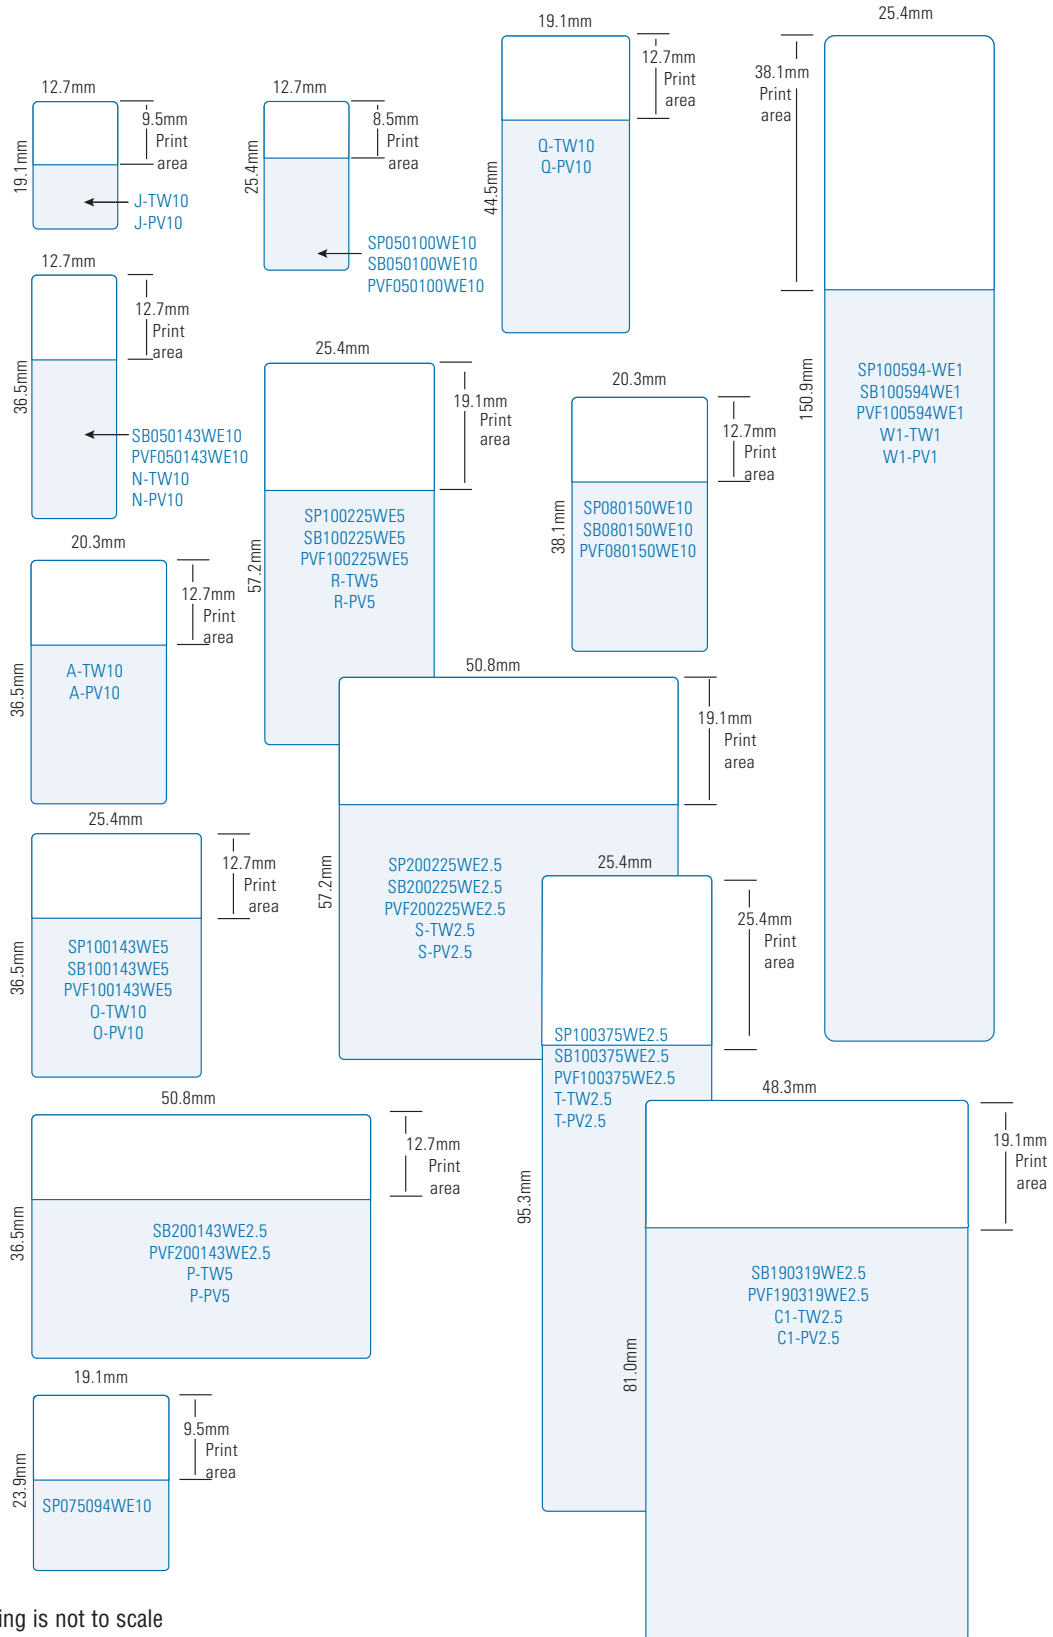 12.7mm
9.5mm
Print
area
19.1mm
J-TW10
J-PV10
12.7mm
8.5mm
Print
area
25.4mm
SP050100WE10
SB050100WE10
PVF050100WE10
19.1mm
12.7mm
Print
area
44.5mm
Q-TW10
Q-PV10
25.4mm
38.1mm
Print
area
150.9mm
SP100594-WE1
SB100594WE1
PVF100594WE1
W1-TW1
W1-PV1
12.7mm
12.7mm
Print
area
36.5mm
SB050143WE10
PVF050143WE10
N-TW10
N-PV10
25.4mm
19.1mm
Print
area
57.2mm
SP100225WE5
SB100225WE5
PVF100225WE5
R-TW5
R-PV5
20.3mm
12.7mm
Print
area
38.1mm
SP080150WE10
SB080150WE10
PVF080150WE10
20.3mm
12.7mm
Print
area
36.5mm
A-TW10
A-PV10
50.8mm
19.1mm
Print
area
57.2mm
SP200225WE2.5
SB200225WE2.5
PVF200225WE2.5
S-TW2.5
S-PV2.5
25.4mm
12.7mm
Print
area
36.5mm
SP100143WE5
SB100143WE5
PVF100143WE5
O-TW10
O-PV10
25.4mm
25.4mm
Print
area
95.3mm
SP100375WE2.5
SB100375WE2.5
PVF100375WE2.5
T-TW2.5
T-PV2.5
50.8mm
12.7mm
Print
area
36.5mm
SB200143WE2.5
PVF200143WE2.5
P-TW5
P-PV5
48.3mm
19.1mm
Print
area
81.0mm
SB190319WE2.5
PVF190319WE2.5
C1-TW2.5
C1-PV2.5
19.1mm
9.5mm
Print
area
23.9mm
SP075094WE10
ing is not to scale